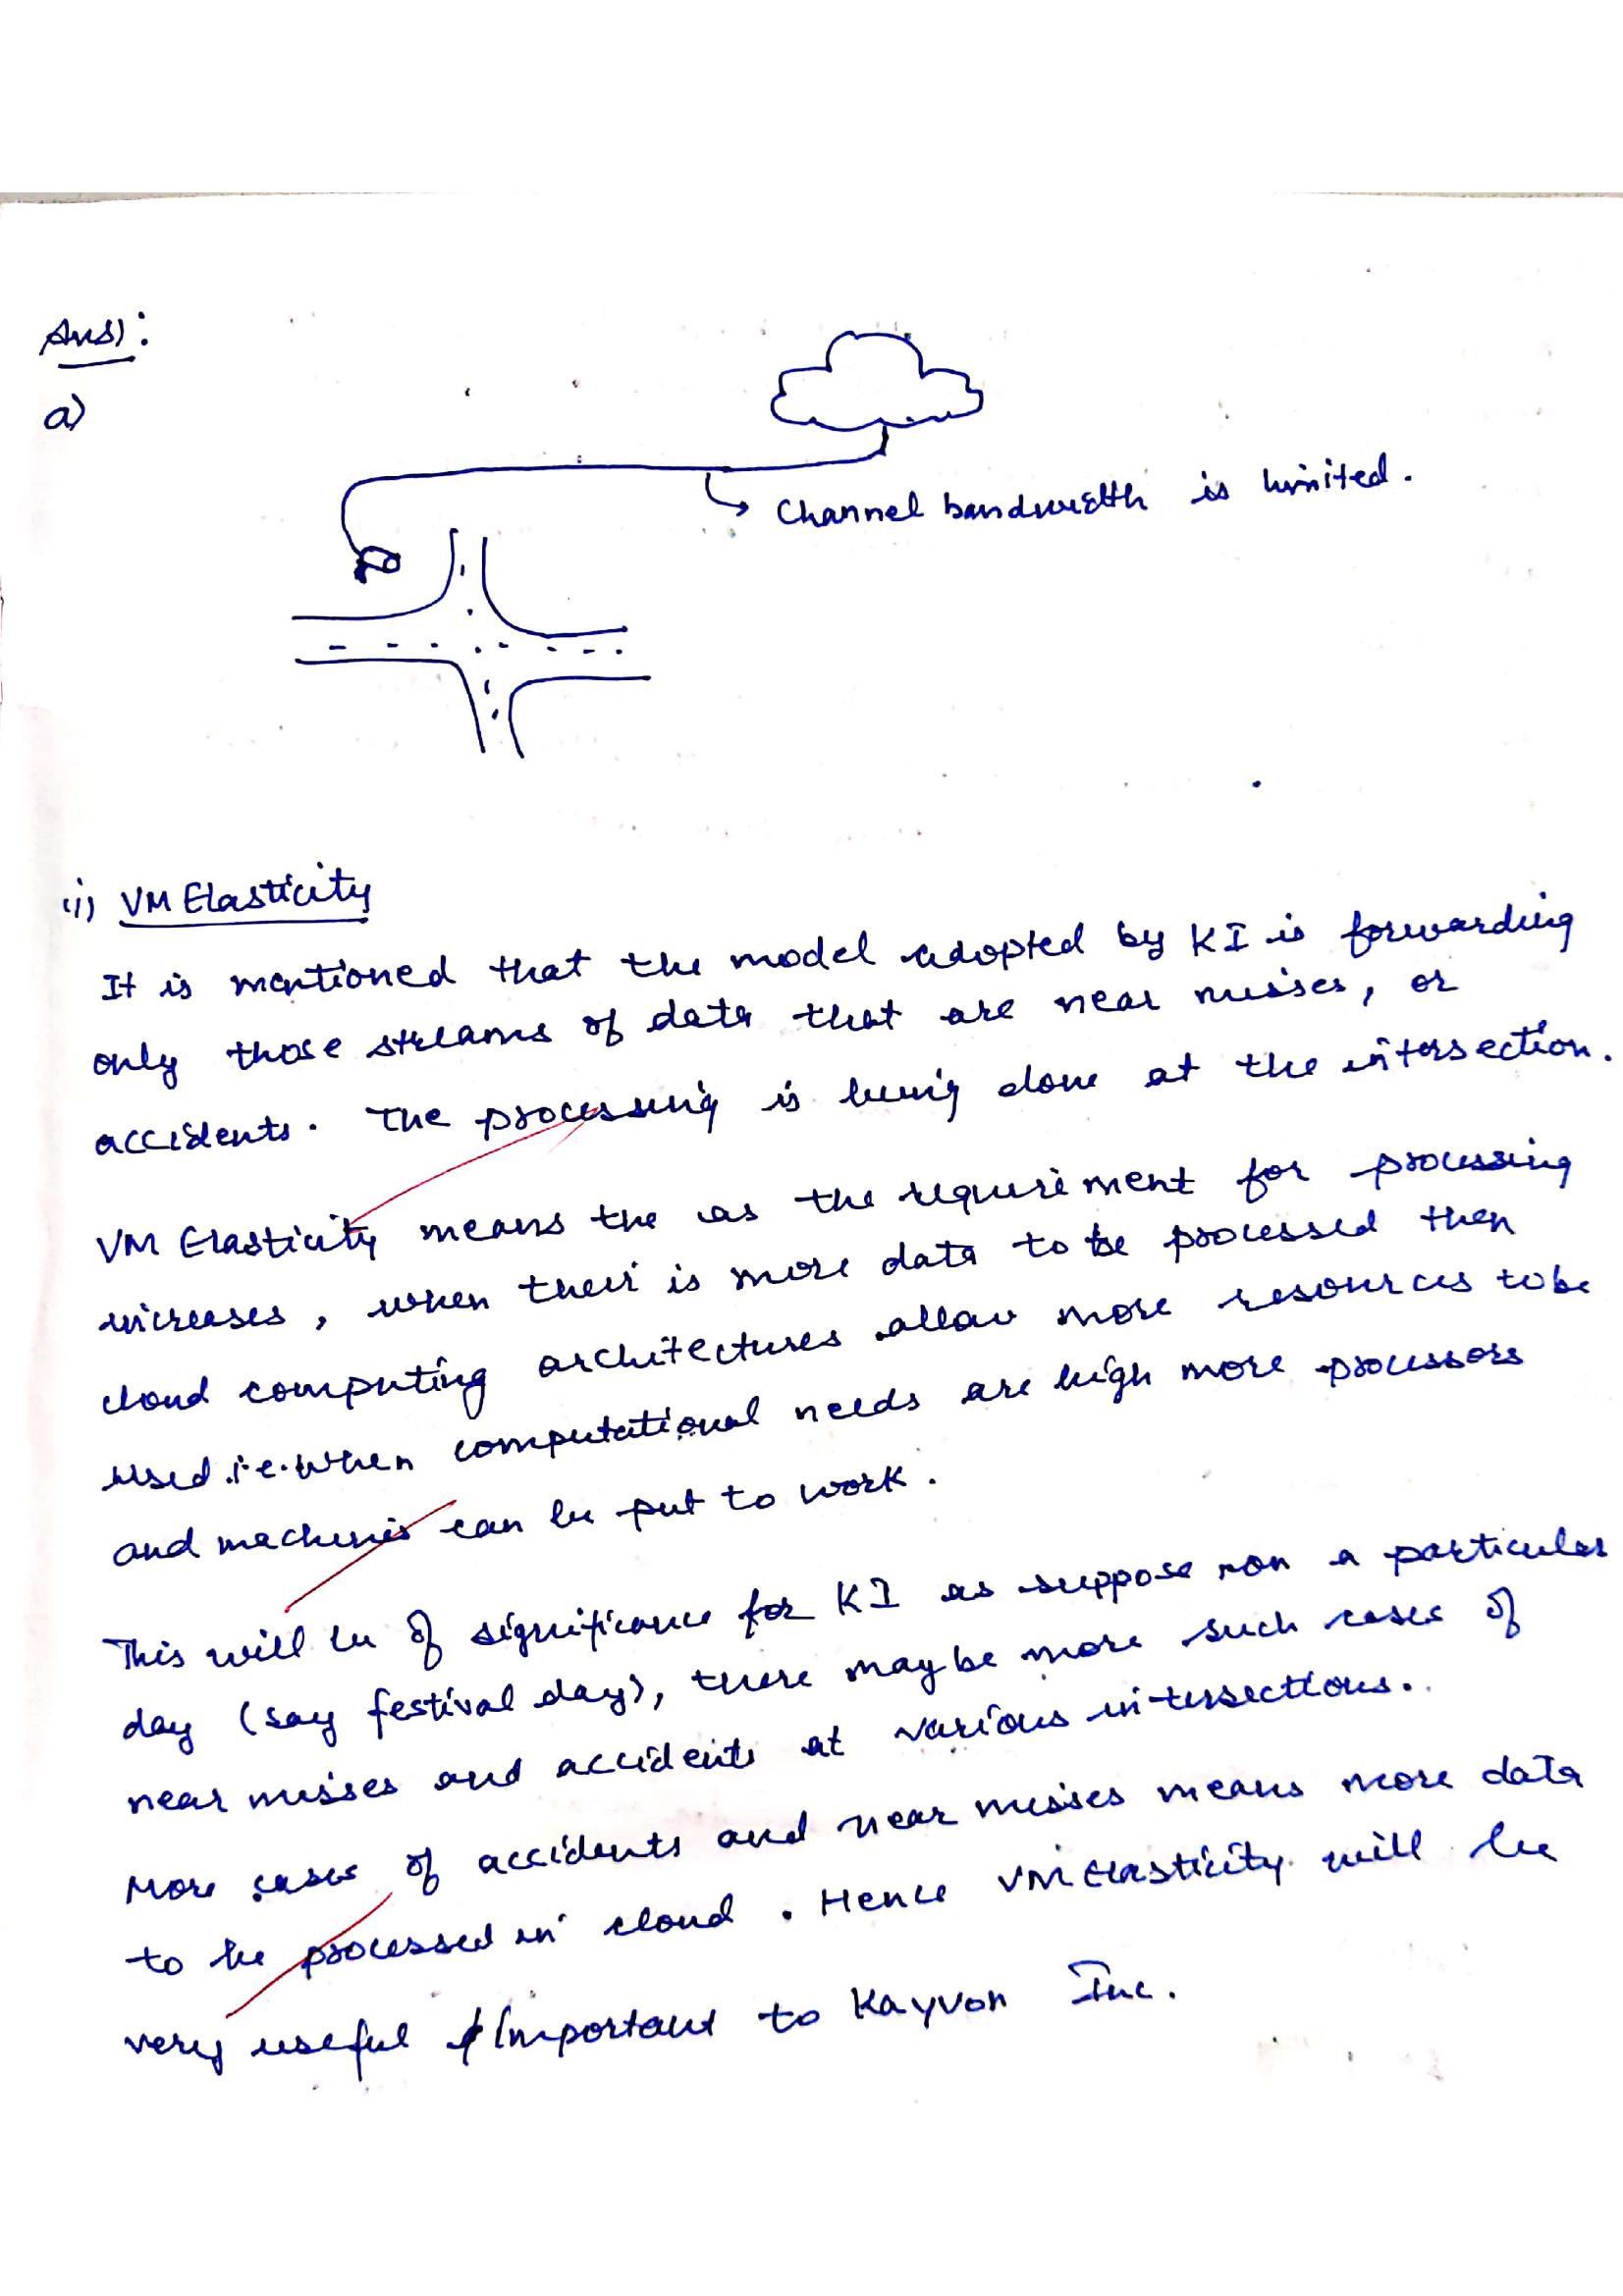 Ans):
a)
Channel bandwidth is limited.
(i) VM Elasticity
It is mentioned that the model adopted by KI is forwarding
only those streams of data that are near misses, or
accidents. The processing is being done at the intersection.
VM Elasticity means the as the requirement for processing
increases, when their is more data to be processed then
cloud computing architectures allow more resources to be
used i.e. when computational needs are high more processors
and machines can be put to work.
This will be of significance for KI as suppose on a particular
day (say festival day), there maybe more such cases of
near misses and accidents at various intersections.
More cases of accidents and near misses means more data
to be processed in cloud. Hence VM Elasticity will be
very useful / Important to Kayvon Inc.